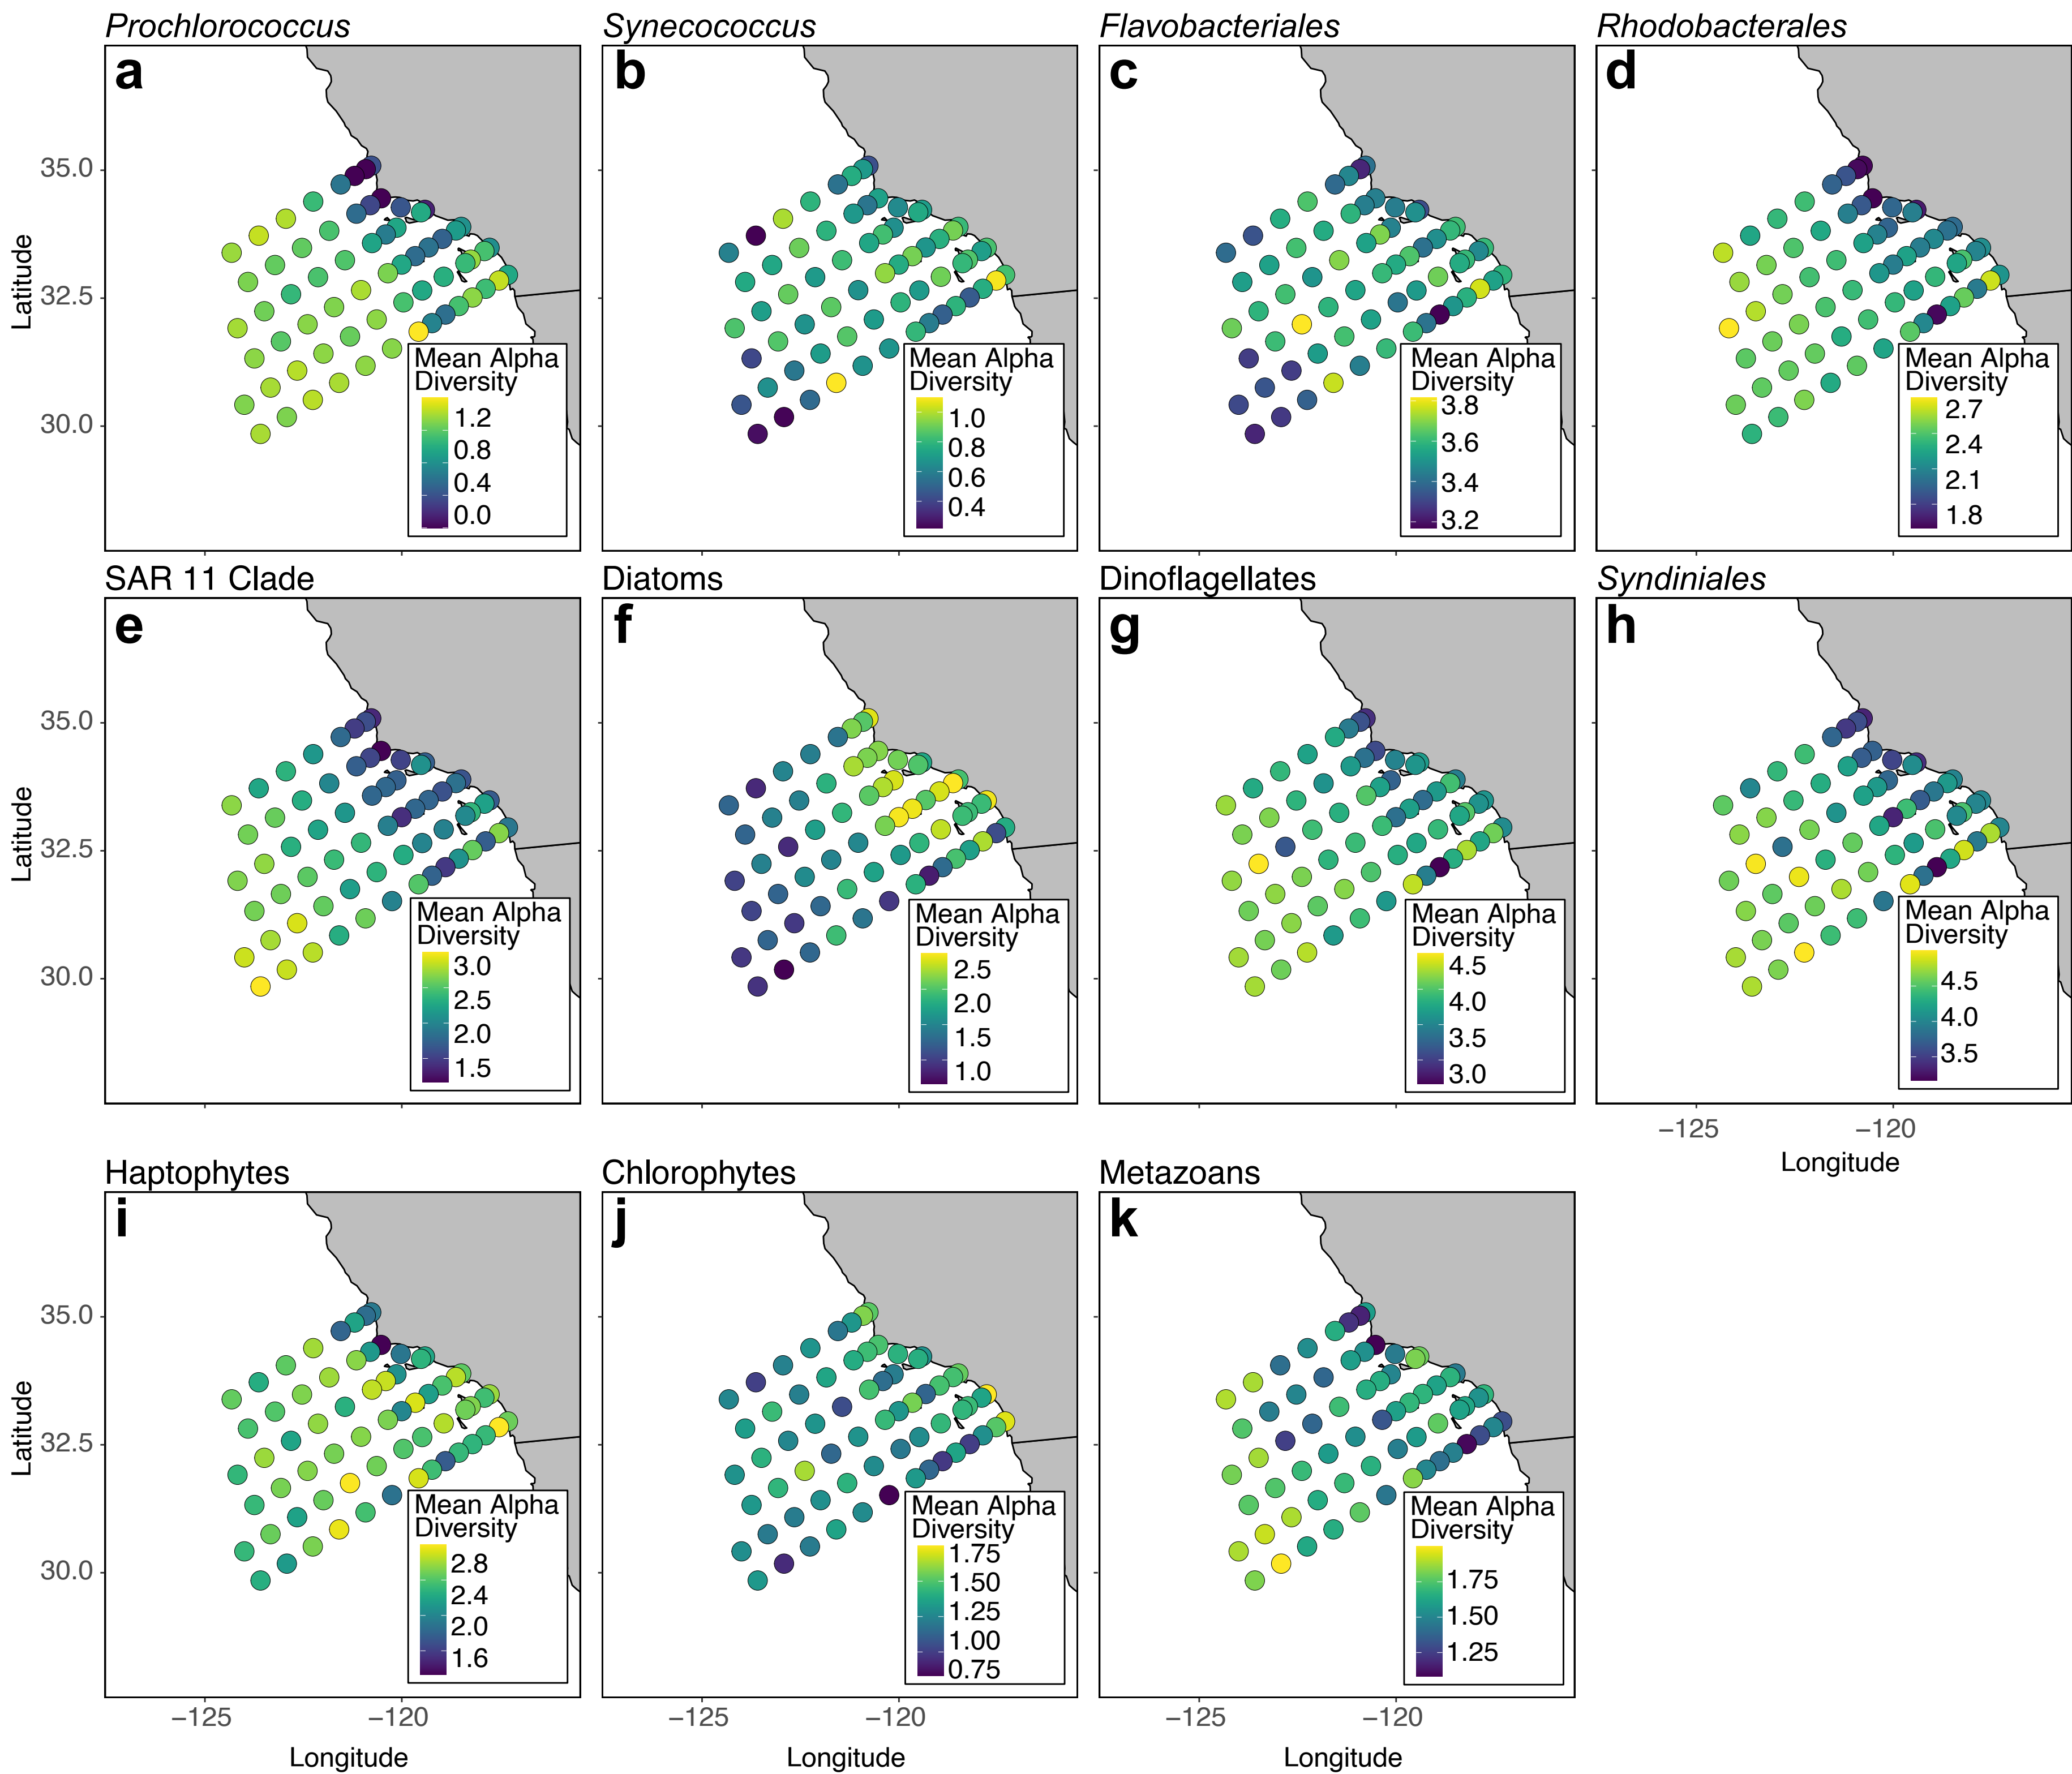 Prochlorococcus
Synecococcus
Flavobacteriales
Rhodobacterales
a
b
c
d
Latitude
35.0
32.5
30.0
Mean Alpha
Diversity
1.2
0.8
0.4
0.0
Mean Alpha
Diversity
1.0
0.8
0.6
0.4
Mean Alpha
Diversity
3.8
3.6
3.4
3.2
Mean Alpha
Diversity
2.7
2.4
2.1
1.8
SAR 11 Clade
Diatoms
Dinoflagellates
Syndiniales
e
f
g
h
Latitude
35.0
32.5
30.0
Mean Alpha
Diversity
3.0
2.5
2.0
1.5
Mean Alpha
Diversity
2.5
2.0
1.5
1.0
Mean Alpha
Diversity
4.5
4.0
3.5
3.0
Mean Alpha
Diversity
4.5
4.0
3.5
−125
−120
Longitude
Haptophytes
Chlorophytes
Metazoans
i
j
k
Latitude
35.0
32.5
30.0
Mean Alpha
Diversity
2.8
2.4
2.0
1.6
Mean Alpha
Diversity
1.75
1.50
1.25
1.00
0.75
Mean Alpha
Diversity
1.75
1.50
1.25
−125
−120
−125
−120
−125
−120
Longitude
Longitude
Longitude